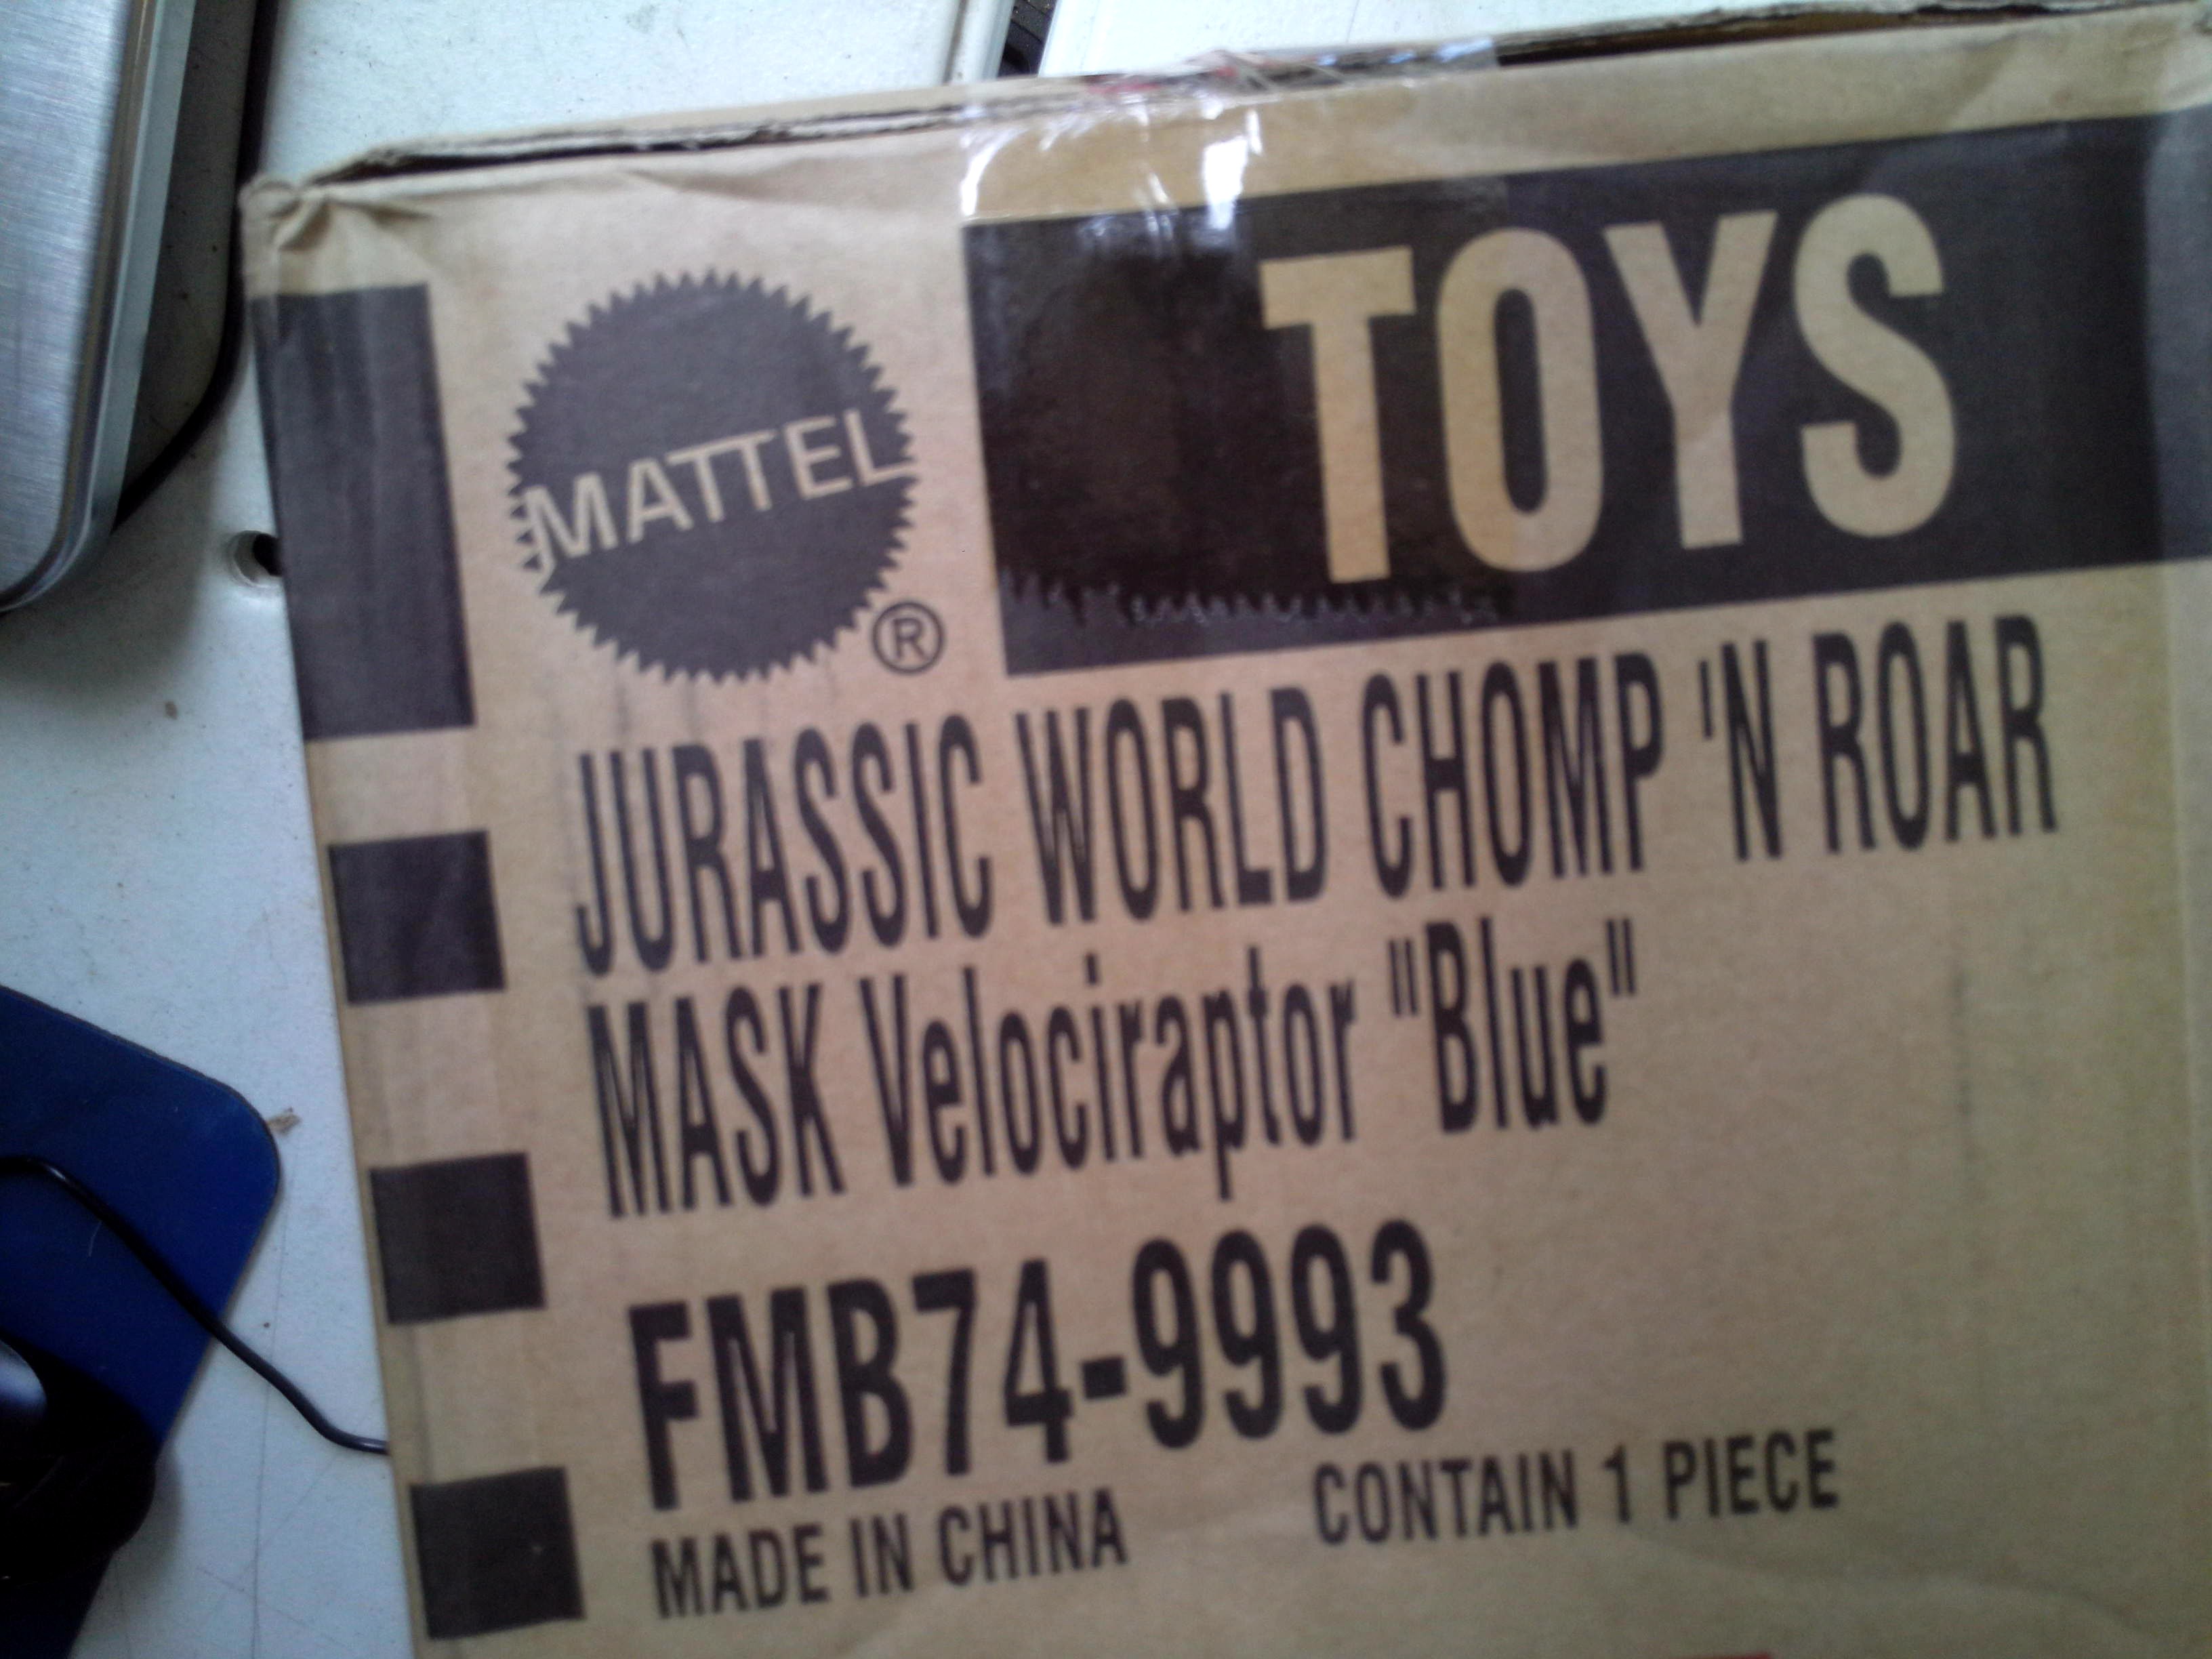 MATTEL
®
TOYS
JURASSIC WORLD CHOMP 'N ROAR
MASK Velociraptor "Blue"
FMB74-9993
MADE IN CHINA
CONTAIN 1 PIECE